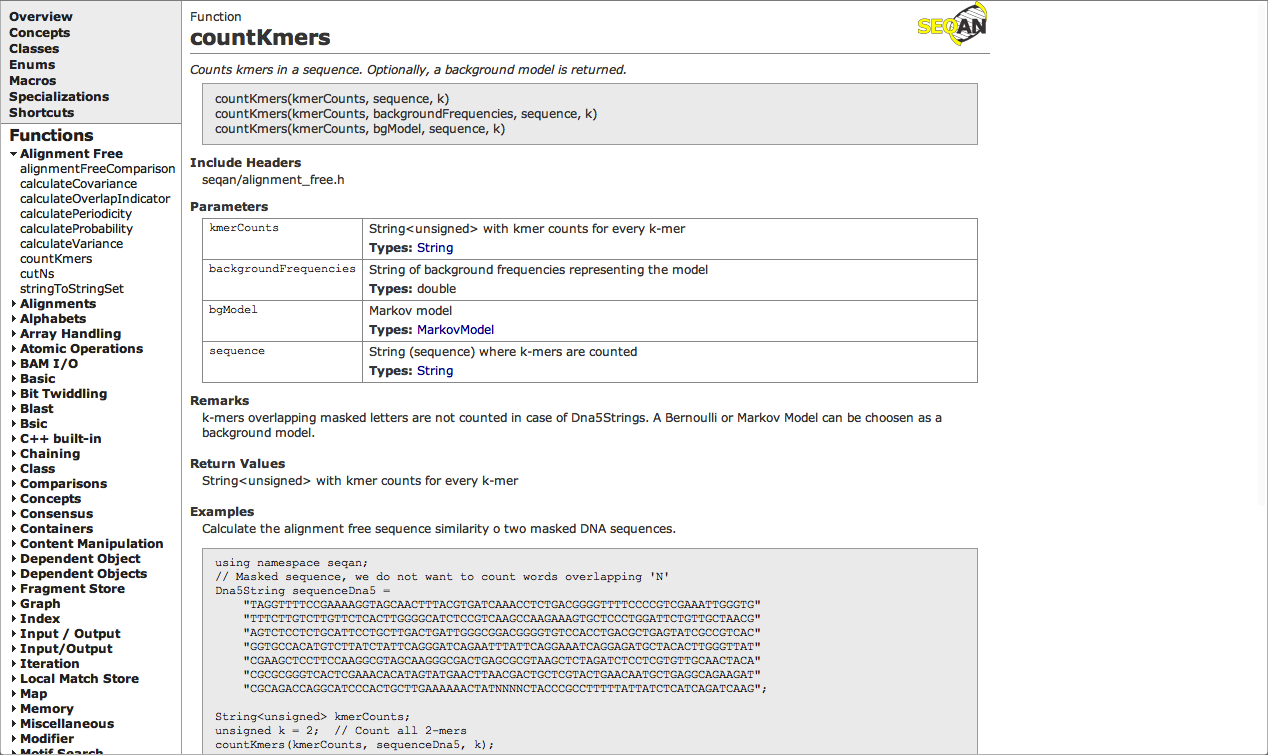 Overview
Concepts
Classes
Enums
Macros
Specializations
Shortcuts
Functions
Alignment Free
alignmentFreeComparison
calculateCovariance
calculateOverlapIndicator
calculatePeriodicity
calculateProbability
calculateVariance
countKmers
cutNs
stringToStringSet
Alignments
Alphabets
Array Handling
Atomic Operations
BAM I/O
Basic
Bit Twiddling
Blast
Bsic
C++ built-in
Chaining
Class
Comparisons
Concepts
Consensus
Containers
Content Manipulation
Dependent Object
Dependent Objects
Fragment Store
Graph
Index
Input / Output
Input/Output
Iteration
Local Match Store
Map
Memory
Miscellaneous
Modifier
Motif Search
Function
countKmers
SEQAN
Counts kmers in a sequence. Optionally, a background model is returned.
countKmers(kmerCounts, sequence, k)
countKmers(kmerCounts, backgroundFrequencies, sequence, k)
countKmers(kmerCounts, bgModel, sequence, k)
Include Headers
seqan/alignment_free.h
Parameters
kmerCounts String<unsigned> with kmer counts for every k-mer
Types: String
backgroundFrequencies String of background frequencies representing the model
Types: double
bgModel Markov model
Types: MarkovModel
sequence String (sequence) where k-mers are counted
Types: String
Remarks
k-mers overlapping masked letters are not counted in case of Dna5Strings. A Bernoulli or Markov Model can be choosen as a
background model.
Return Values
String<unsigned> with kmer counts for every k-mer
Examples
Calculate the alignment free sequence similarity o two masked DNA sequences.
using namespace seqan;
// Masked sequence, we do not want to count words overlapping 'N'
Dna5String sequenceDna5 =
"TAGGTTTTCCGAAAAGGTAGCAACTTTACGTGATCAAACCTCTGACGGGGTTTTCCCCGTCGAAATTGGGTG"
"TTTCTTGTCTTGTTCTCACTTGGGGCATCTCCGTCAAGCCAAGAAAGTGCTCCCTGGATTCTGTTGCTAACG"
"AGTCTCCTCTGCATTCCTGCTTGACTGATTGGGCGGACGGGGTGTCCACCTGACGCTGAGTATCGCCGTCAC"
"GGTGCCACATGTCTTATCTATTCAGGGATCAGAATTTATTCAGGAAATCAGGAGATGCTACACTTGGGTTAT"
"CGAAGCTCCTTCCAAGGCGTAGCAAGGGCGACTGAGCGCGTAAGCTCTAGATCTCCTCGTGTTGCAACTACA"
"CGCGCGGGTCACTCGAAACACATAGTATGAACTTAACGACTGCTCGTACTGAACAATGCTGAGGCAGAAGAT"
"CGCAGACCAGGCATCCCACTGCTTGAAAAAACTATNNNNCTACCCGCCTTTTTATTATCTCATCAGATCAAG";
String<unsigned> kmerCounts;
unsigned k = 2;  // Count all 2-mers
countKmers(kmerCounts, sequenceDna5, k);